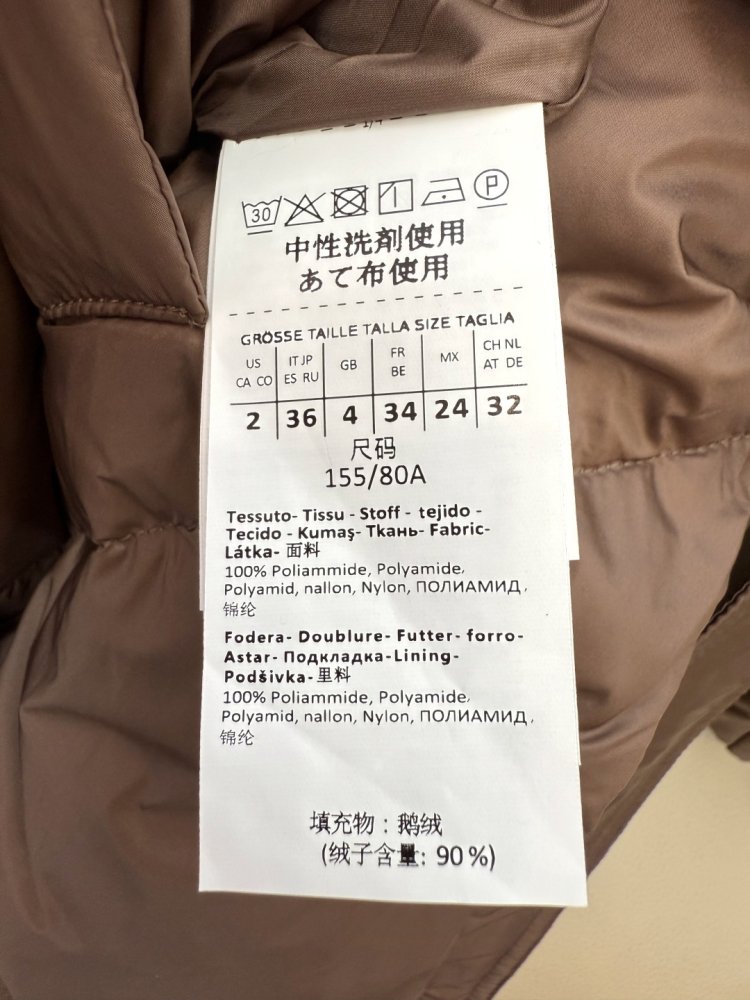 1/4
30 P
中性洗剤使用
あて布使用
GRÖSSE TAILLE TALLA SIZE TAGLIA
US CA CO IT JP ES RU GB FR BE MX CH NL AT DE
2 36 4 34 24 32
尺码
155/80A
Tessuto- Tissu - Stoff - tejido -
Tecido - Kumaş- Ткань- Fabric-
Látka- 面料
100% Poliammide, Polyamide,
Polyamid, nallon, Nylon, ПОЛИАМИД,
锦纶
Fodera- Doublure- Futter- forro-
Astar- Подкладка-Lining-
Podšivka-里料
100% Poliammide, Polyamide,
Polyamid, nallon, Nylon, ПОЛИАМИД,
锦纶
填充物：鹅绒
(绒子含量: 90%)